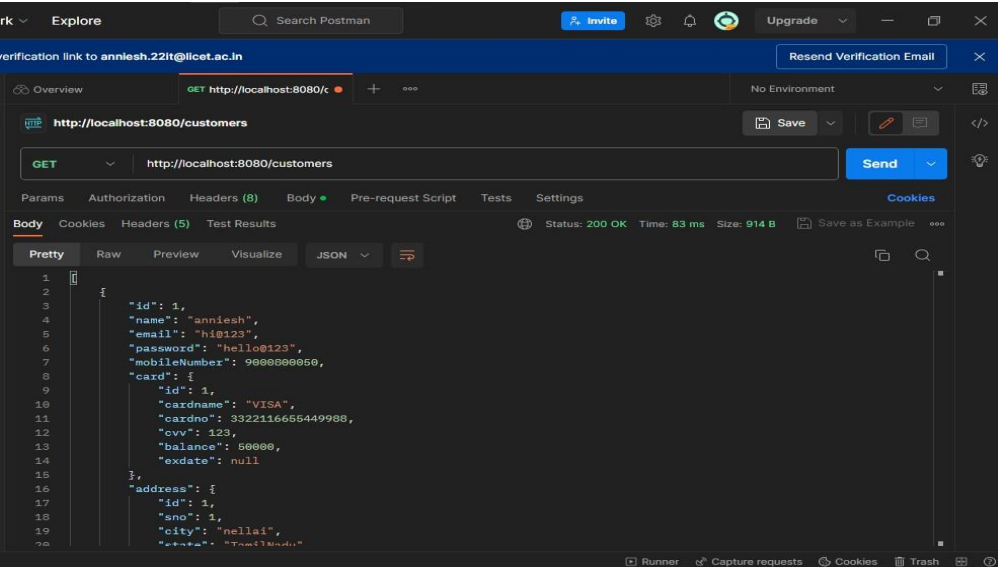 rk Explore Search Postman Invite Upgrade
verification link to anniesh.22it@licet.ac.in Resend Verification Email
Overview GET http://localhost:8080/c No Environment
HTTP http://localhost:8080/customers Save
GET http://localhost:8080/customers Send
Params Authorization Headers (8) Body Pre-request Script Tests Settings Cookies
Body Cookies Headers (5) Test Results Status: 200 OK Time: 83 ms Size: 914 B Save as Example
Pretty Raw Preview Visualize JSON
1 [
2 {
3 "id": 1,
4 "name": "anniesh",
5 "email": "hi@123",
6 "password": "hello@123",
7 "mobileNumber": 9000800050,
8 "card": {
9 "id": 1,
10 "cardname": "VISA",
11 "cardno": 3322116655449988,
12 "cvv": 123,
13 "balance": 50000,
14 "exdate": null
15 },
16 "address": {
17 "id": 1,
18 "sno": 1,
19 "city": "nellai",
20 "state": "TamilNadu"
Runner Capture requests Cookies Trash